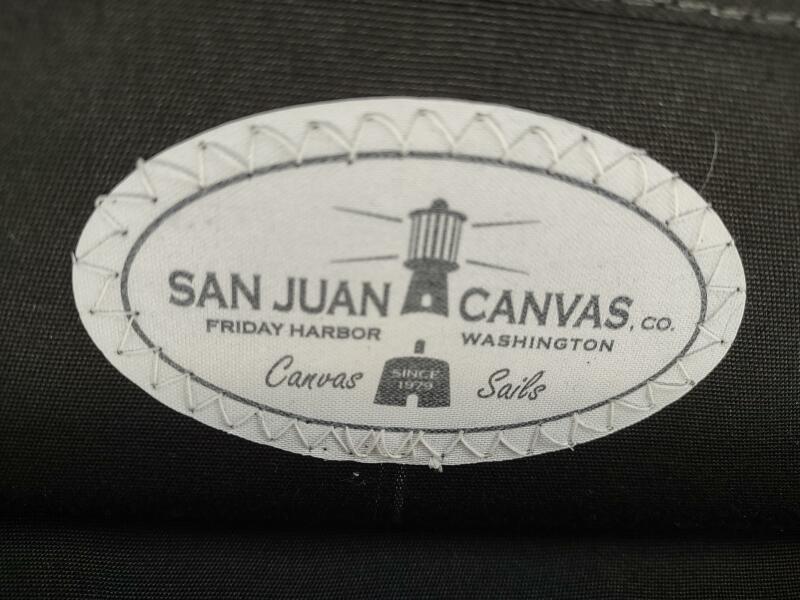 SAN JUAN CANVAS, CO.
FRIDAY HARBOR WASHINGTON
Canvas Sails
SINCE
1979